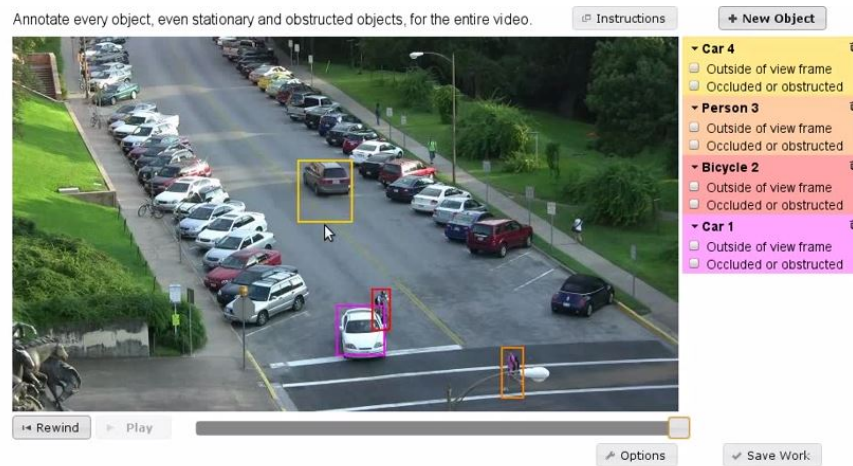 Annotate every object, even stationary and obstructed objects, for the entire video.
Instructions
+ New Object
Car 4
Outside of view frame
Occluded or obstructed
Person 3
Outside of view frame
Occluded or obstructed
Bicycle 2
Outside of view frame
Occluded or obstructed
Car 1
Outside of view frame
Occluded or obstructed
Rewind
Play
Options
Save Work